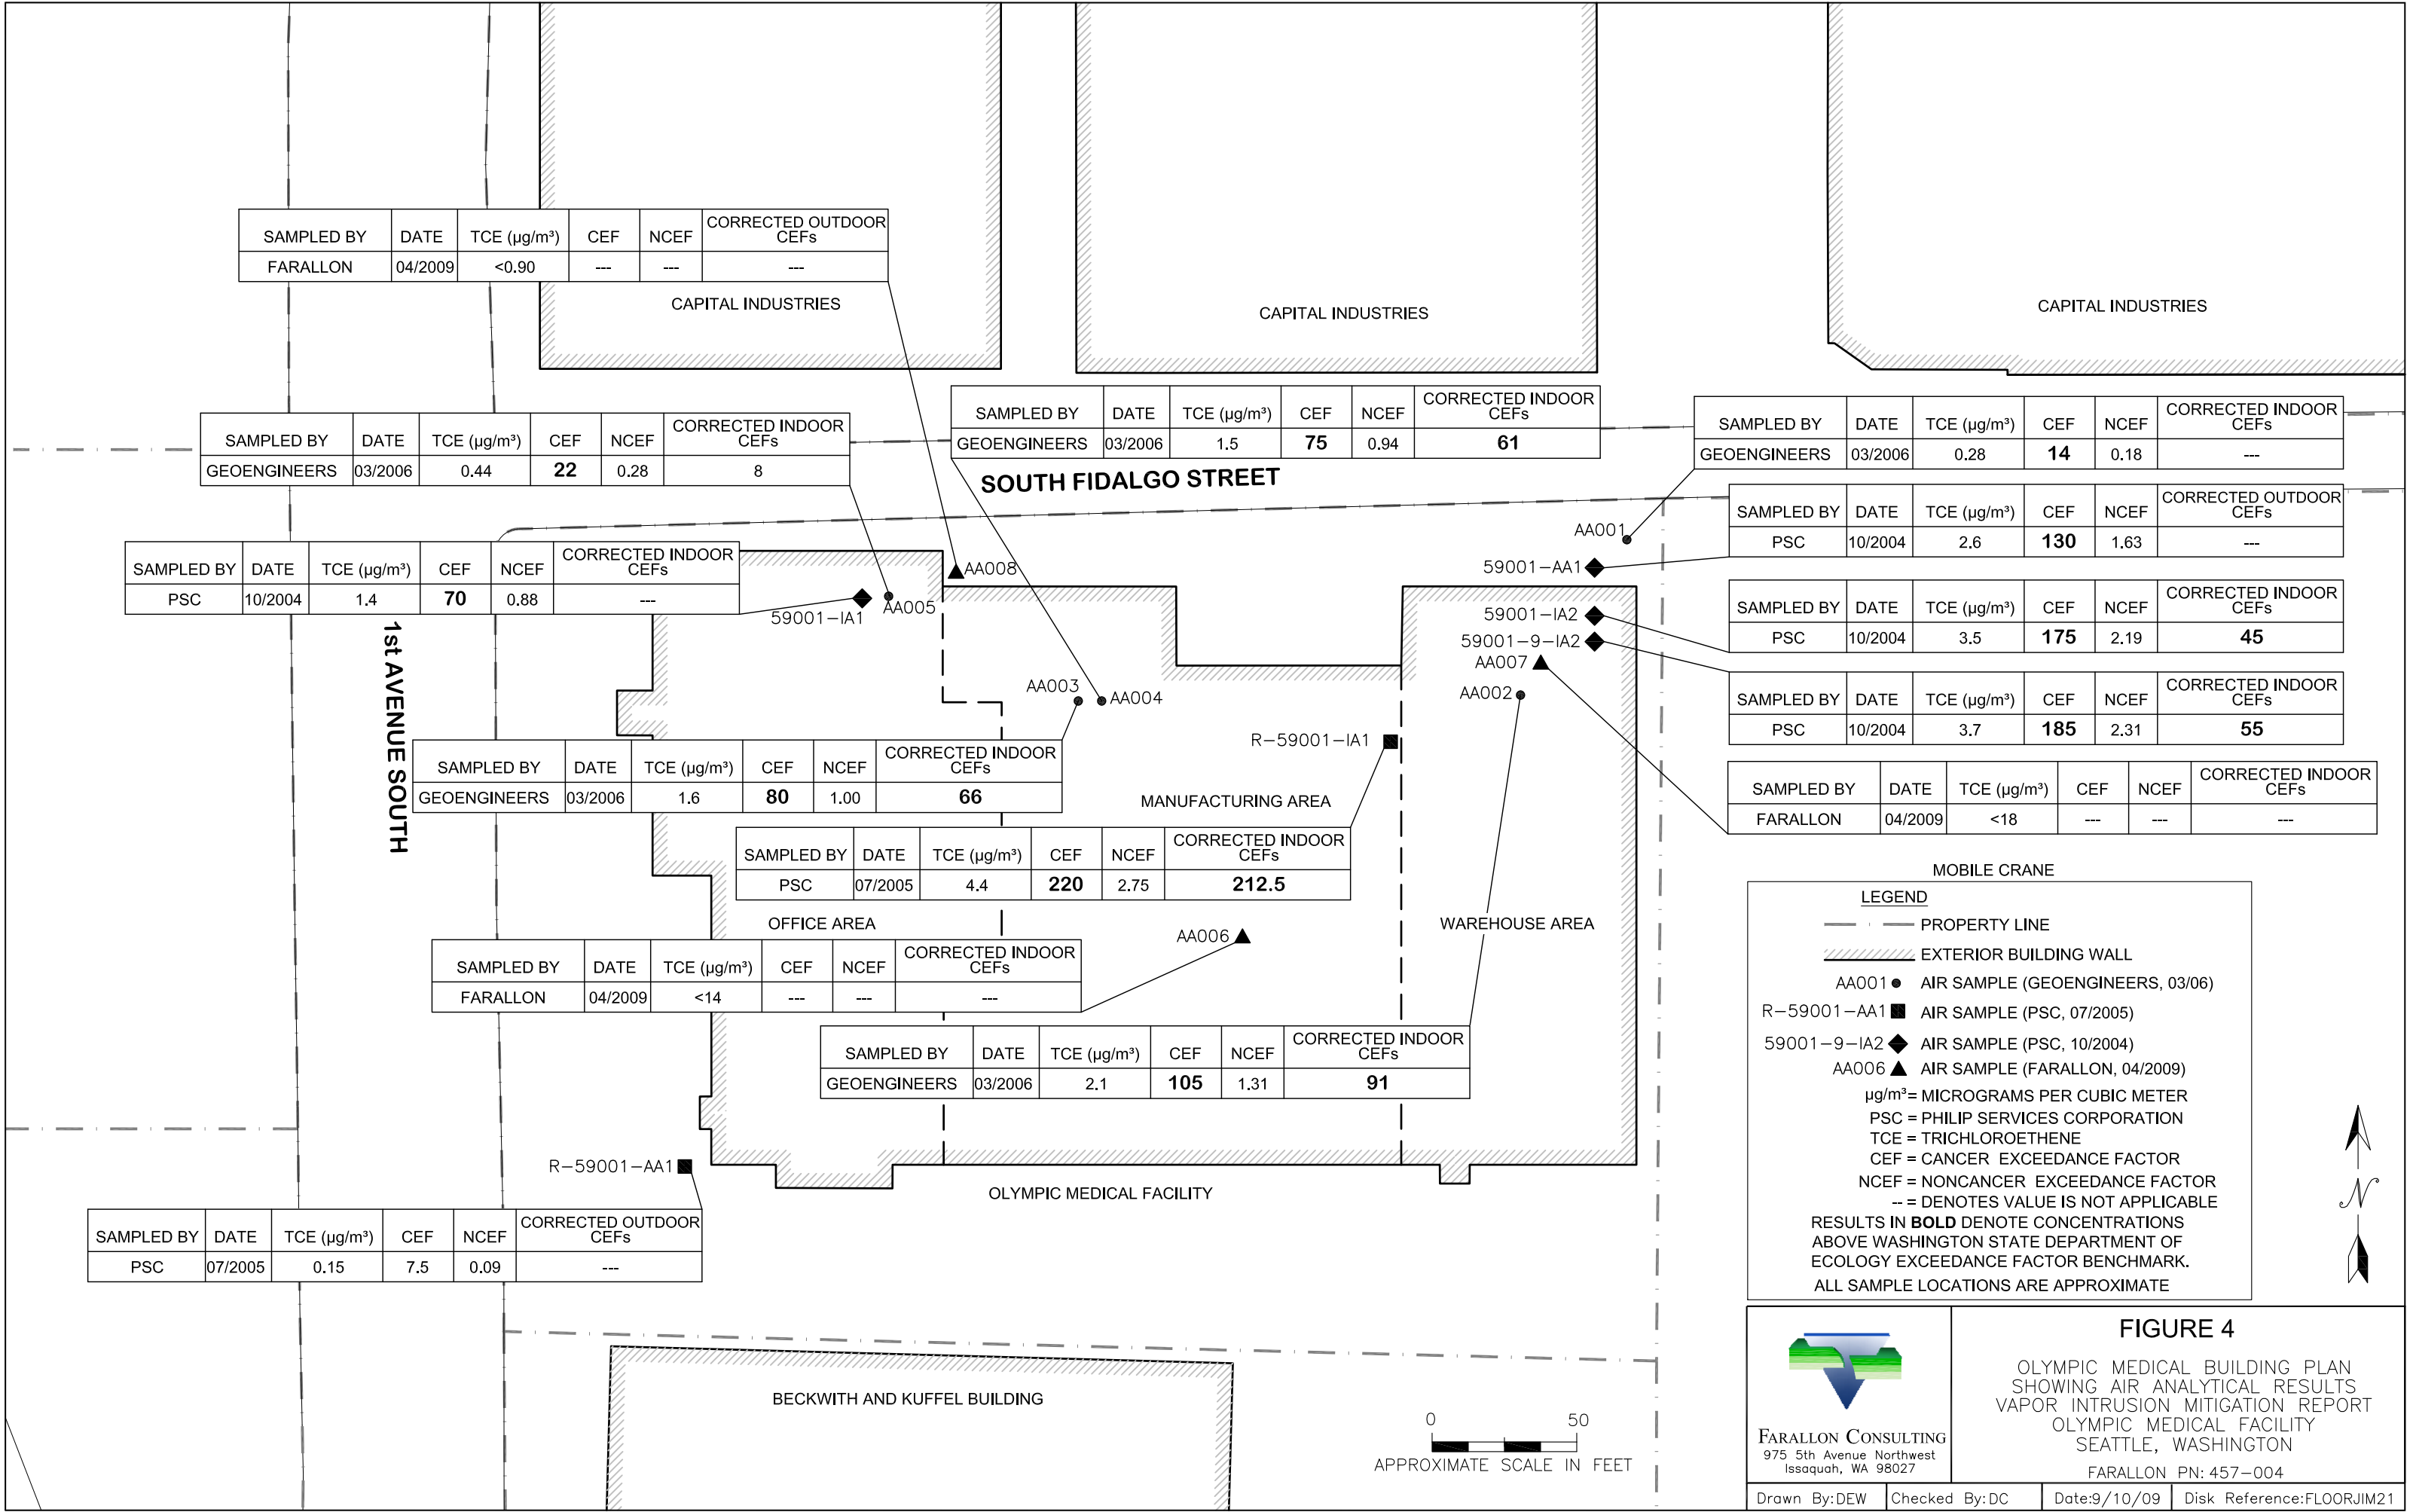 SAMPLED BY DATE TCE (µg/m³) CEF NCEF CORRECTED OUTDOOR CEFs
FARALLON 04/2009 <0.90 --- --- ---
CAPITAL INDUSTRIES
CAPITAL INDUSTRIES
CAPITAL INDUSTRIES
SAMPLED BY DATE TCE (µg/m³) CEF NCEF CORRECTED INDOOR CEFs
GEOENGINEERS 03/2006 0.44 22 0.28 8
SAMPLED BY DATE TCE (µg/m³) CEF NCEF CORRECTED INDOOR CEFs
GEOENGINEERS 03/2006 1.5 75 0.94 61
SAMPLED BY DATE TCE (µg/m³) CEF NCEF CORRECTED INDOOR CEFs
GEOENGINEERS 03/2006 0.28 14 0.18 ---
SOUTH FIDALGO STREET
SAMPLED BY DATE TCE (µg/m³) CEF NCEF CORRECTED OUTDOOR CEFs
PSC 10/2004 2.6 130 1.63 ---
AA001
59001-AA1
SAMPLED BY DATE TCE (µg/m³) CEF NCEF CORRECTED INDOOR CEFs
PSC 10/2004 1.4 70 0.88 ---
AA008
AA005
59001-IA1
59001-IA2
59001-9-IA2
AA007
AA002
SAMPLED BY DATE TCE (µg/m³) CEF NCEF CORRECTED INDOOR CEFs
PSC 10/2004 3.5 175 2.19 45
SAMPLED BY DATE TCE (µg/m³) CEF NCEF CORRECTED INDOOR CEFs
PSC 10/2004 3.7 185 2.31 55
1st AVENUE SOUTH
AA003
AA004
R-59001-IA1
SAMPLED BY DATE TCE (µg/m³) CEF NCEF CORRECTED INDOOR CEFs
GEOENGINEERS 03/2006 1.6 80 1.00 66
MANUFACTURING AREA
SAMPLED BY DATE TCE (µg/m³) CEF NCEF CORRECTED INDOOR CEFs
FARALLON 04/2009 <18 --- --- ---
SAMPLED BY DATE TCE (µg/m³) CEF NCEF CORRECTED INDOOR CEFs
PSC 07/2005 4.4 220 2.75 212.5
OFFICE AREA
WAREHOUSE AREA
AA006
SAMPLED BY DATE TCE (µg/m³) CEF NCEF CORRECTED INDOOR CEFs
FARALLON 04/2009 <14 --- --- ---
SAMPLED BY DATE TCE (µg/m³) CEF NCEF CORRECTED INDOOR CEFs
GEOENGINEERS 03/2006 2.1 105 1.31 91
R-59001-AA1
OLYMPIC MEDICAL FACILITY
SAMPLED BY DATE TCE (µg/m³) CEF NCEF CORRECTED OUTDOOR CEFs
PSC 07/2005 0.15 7.5 0.09 ---
BECKWITH AND KUFFEL BUILDING
0 50
APPROXIMATE SCALE IN FEET
MOBILE CRANE
LEGEND
PROPERTY LINE
EXTERIOR BUILDING WALL
AA001 AIR SAMPLE (GEOENGINEERS, 03/06)
R-59001-AA1 AIR SAMPLE (PSC, 07/2005)
59001-9-IA2 AIR SAMPLE (PSC, 10/2004)
AA006 AIR SAMPLE (FARALLON, 04/2009)
µg/m³= MICROGRAMS PER CUBIC METER
PSC = PHILIP SERVICES CORPORATION
TCE = TRICHLOROETHENE
CEF = CANCER EXCEEDANCE FACTOR
NCEF = NONCANCER EXCEEDANCE FACTOR
-- = DENOTES VALUE IS NOT APPLICABLE
RESULTS IN BOLD DENOTE CONCENTRATIONS
ABOVE WASHINGTON STATE DEPARTMENT OF
ECOLOGY EXCEEDANCE FACTOR BENCHMARK.
ALL SAMPLE LOCATIONS ARE APPROXIMATE
N
FARALLON CONSULTING
975 5th Avenue Northwest
Issaquah, WA 98027
FIGURE 4
OLYMPIC MEDICAL BUILDING PLAN
SHOWING AIR ANALYTICAL RESULTS
VAPOR INTRUSION MITIGATION REPORT
OLYMPIC MEDICAL FACILITY
SEATTLE, WASHINGTON
FARALLON PN: 457-004
Drawn By:DEW Checked By:DC Date:9/10/09 Disk Reference:FLOORJIM21